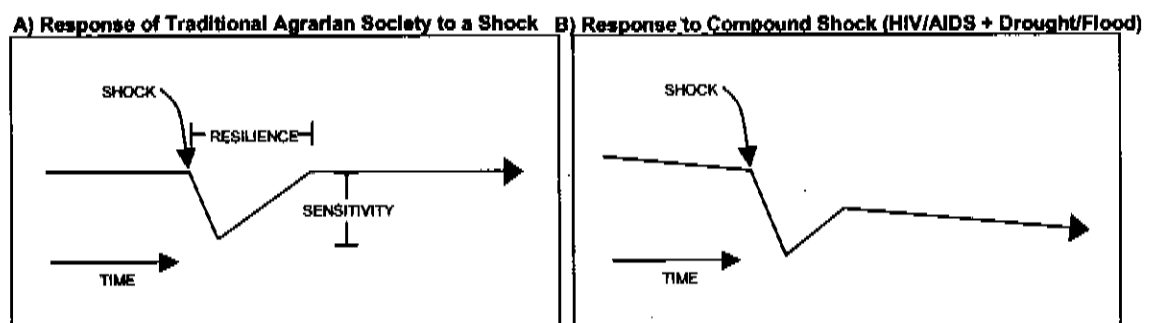 A) Response of Traditional Agrarian Society to a Shock
SHOCK
RESILIENCE
SENSITIVITY
TIME
B) Response to Compound Shock (HIV/AIDS + Drought/Flood)
SHOCK
TIME